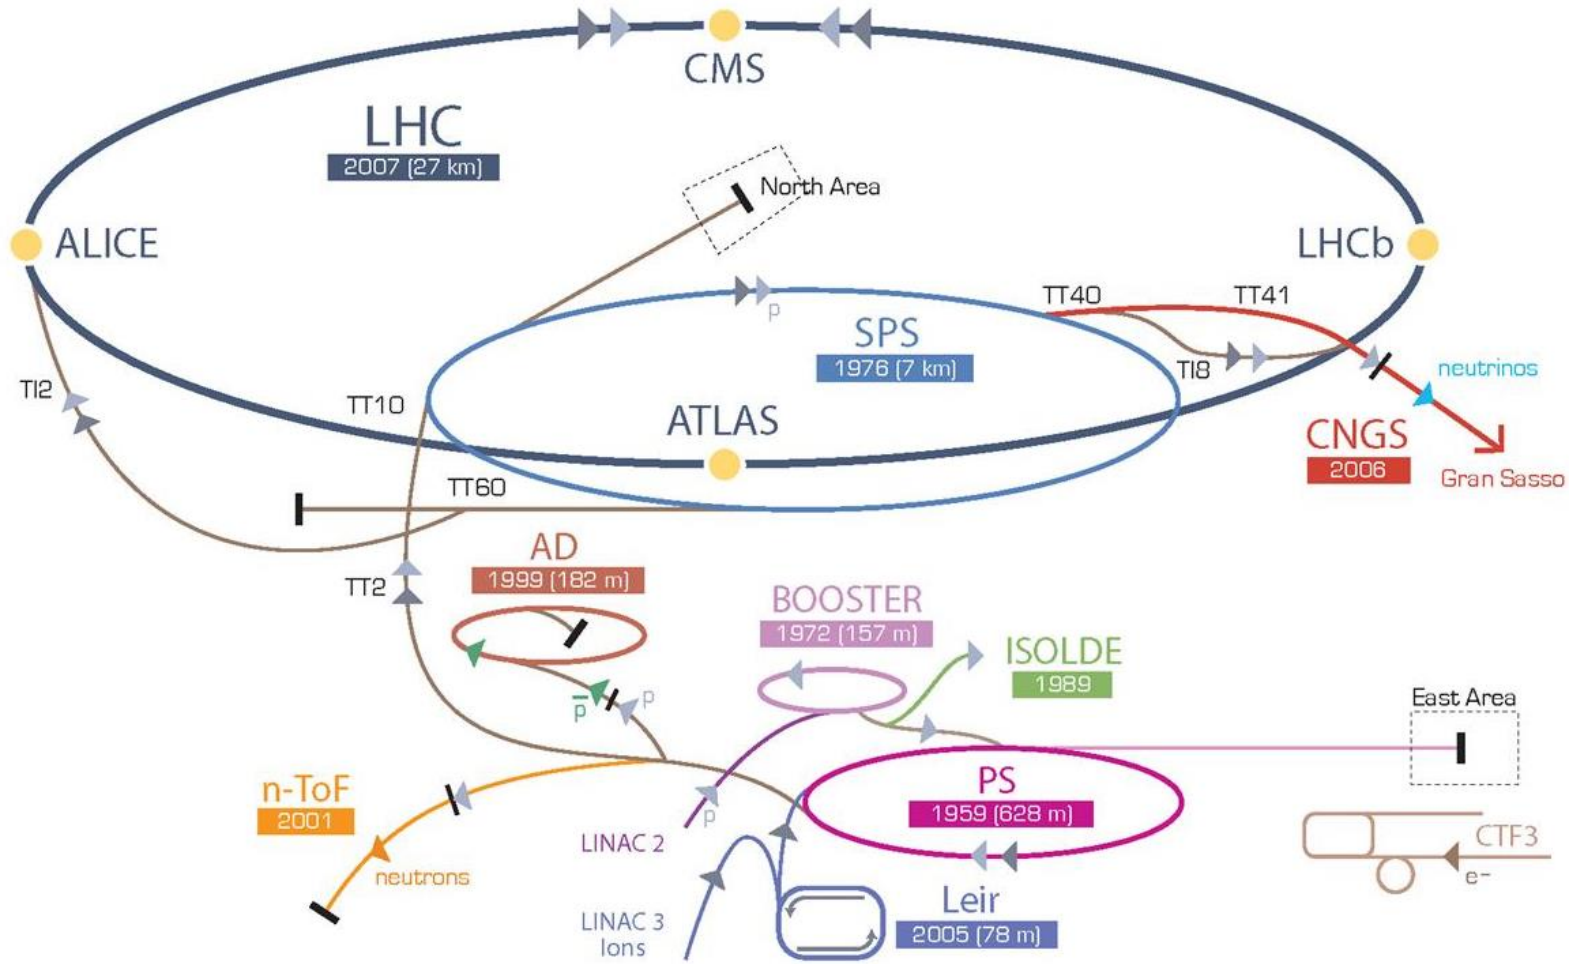 CMS
LHC
2007 (27 km)
North Area
ALICE
LHCb
TT40
TT41
p
SPS
1976 (7 km)
TI8
neutrinos
TI2
TT10
ATLAS
CNGS
2006
Gran Sasso
TT60
AD
1999 (182 m)
TT2
BOOSTER
1972 (157 m)
ISOLDE
1989
p̅
p
East Area
n-ToF
2001
PS
1959 (628 m)
p
LINAC 2
CTF3
e-
neutrons
Leir
2005 (78 m)
LINAC 3
Ions